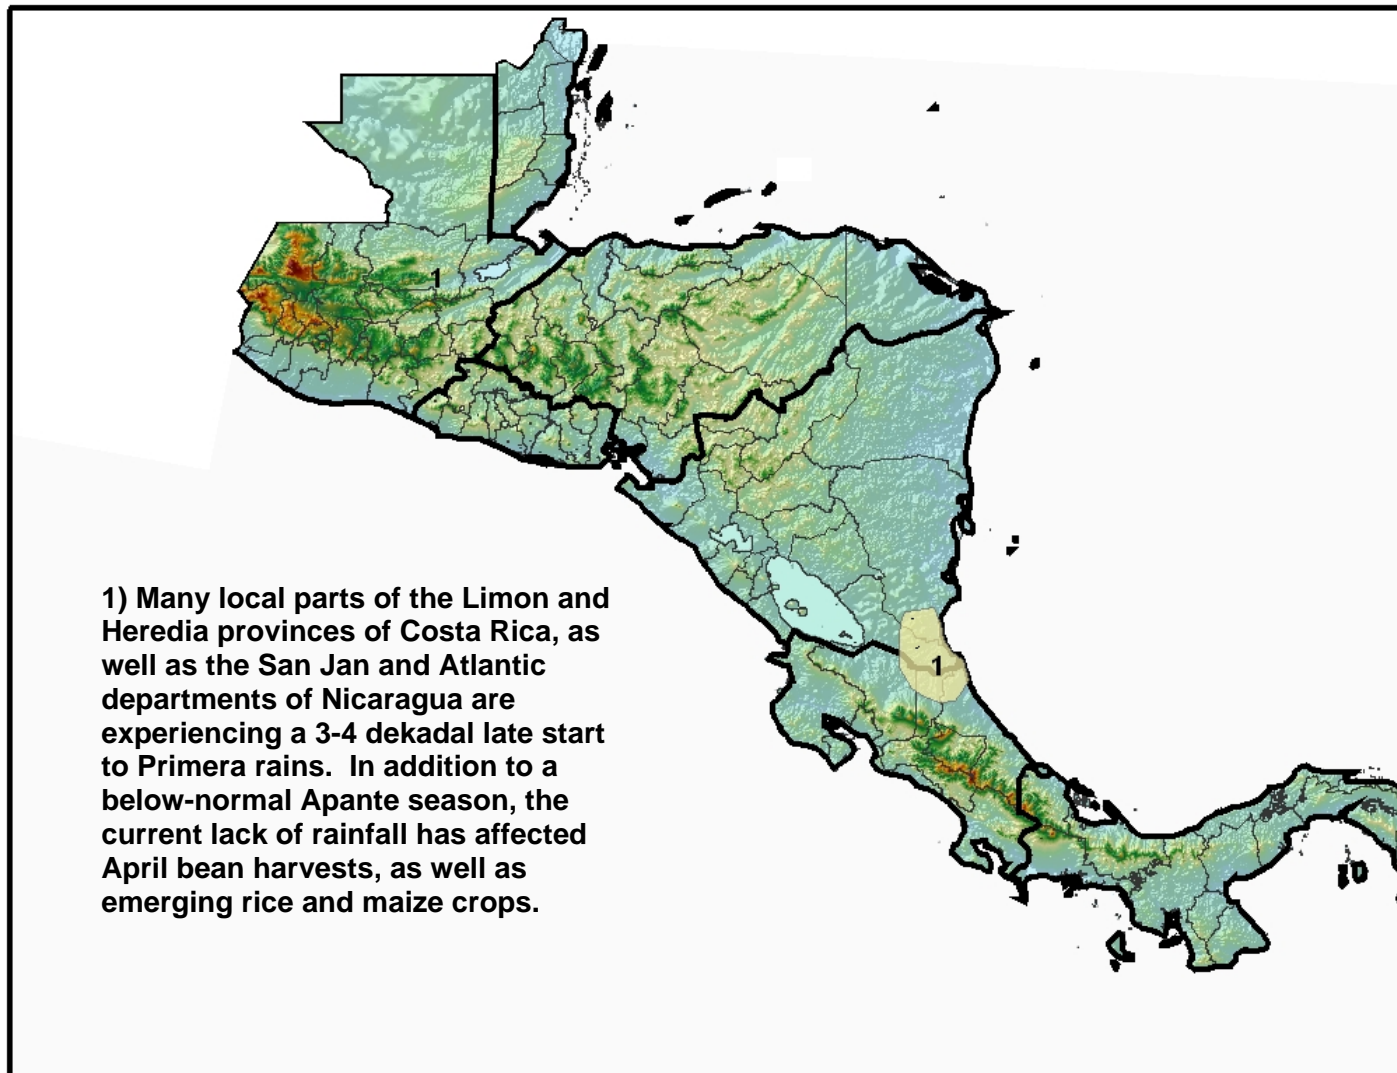 1
1) Many local parts of the Limon and
Heredia provinces of Costa Rica, as
well as the San Jan and Atlantic
departments of Nicaragua are
experiencing a 3-4 dekadal late start
to Primera rains.  In addition to a
below-normal Apante season, the
current lack of rainfall has affected
April bean harvests, as well as
emerging rice and maize crops.
1